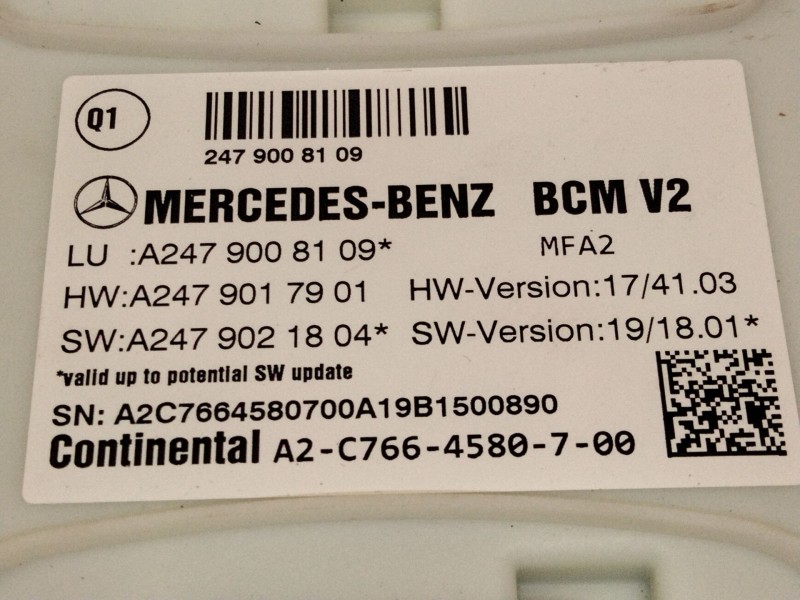 Q1
247 900 81 09
MERCEDES-BENZ BCM V2
LU :A247 900 81 09* MFA2
HW:A247 901 79 01 HW-Version:17/41.03
SW:A247 902 18 04* SW-Version:19/18.01*
*valid up to potential SW update
SN: A2C7664580700A19B1500890
Continental A2-C766-4580-7-00